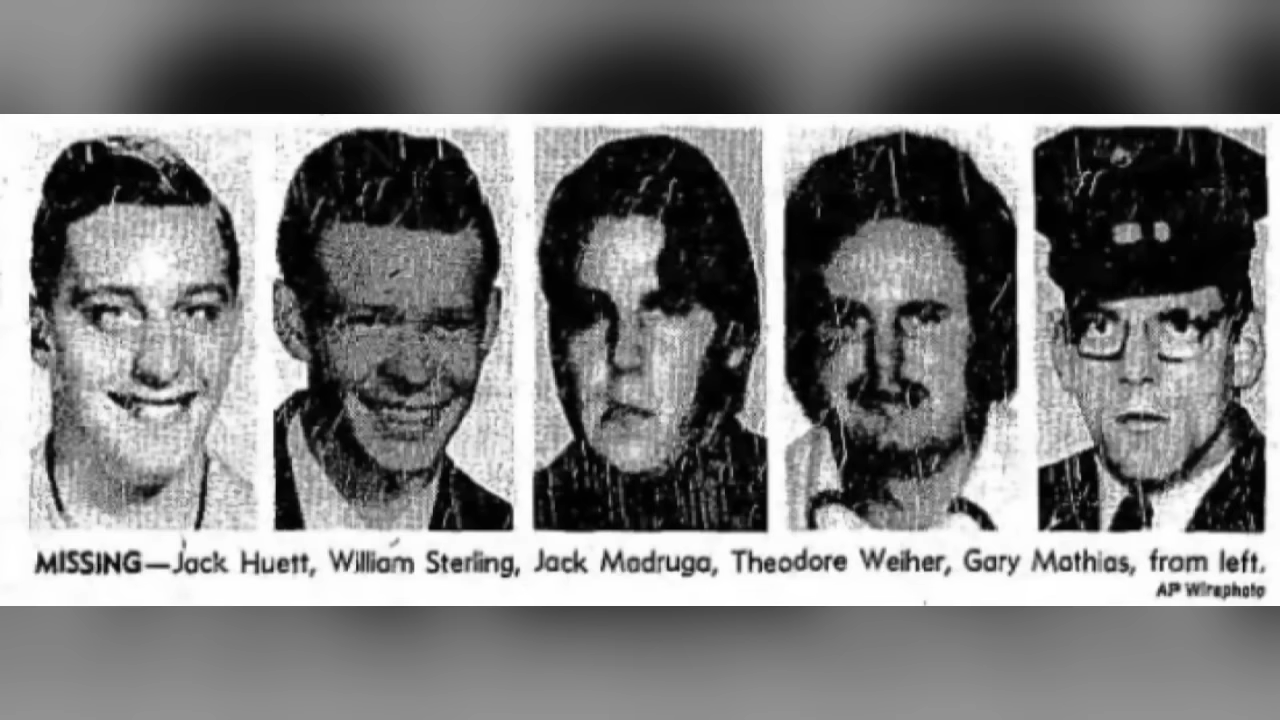 MISSING—Jack Huett, William Sterling, Jack Madruga, Theodore Weiher, Gary Mathias, from left.
AP Wirephoto